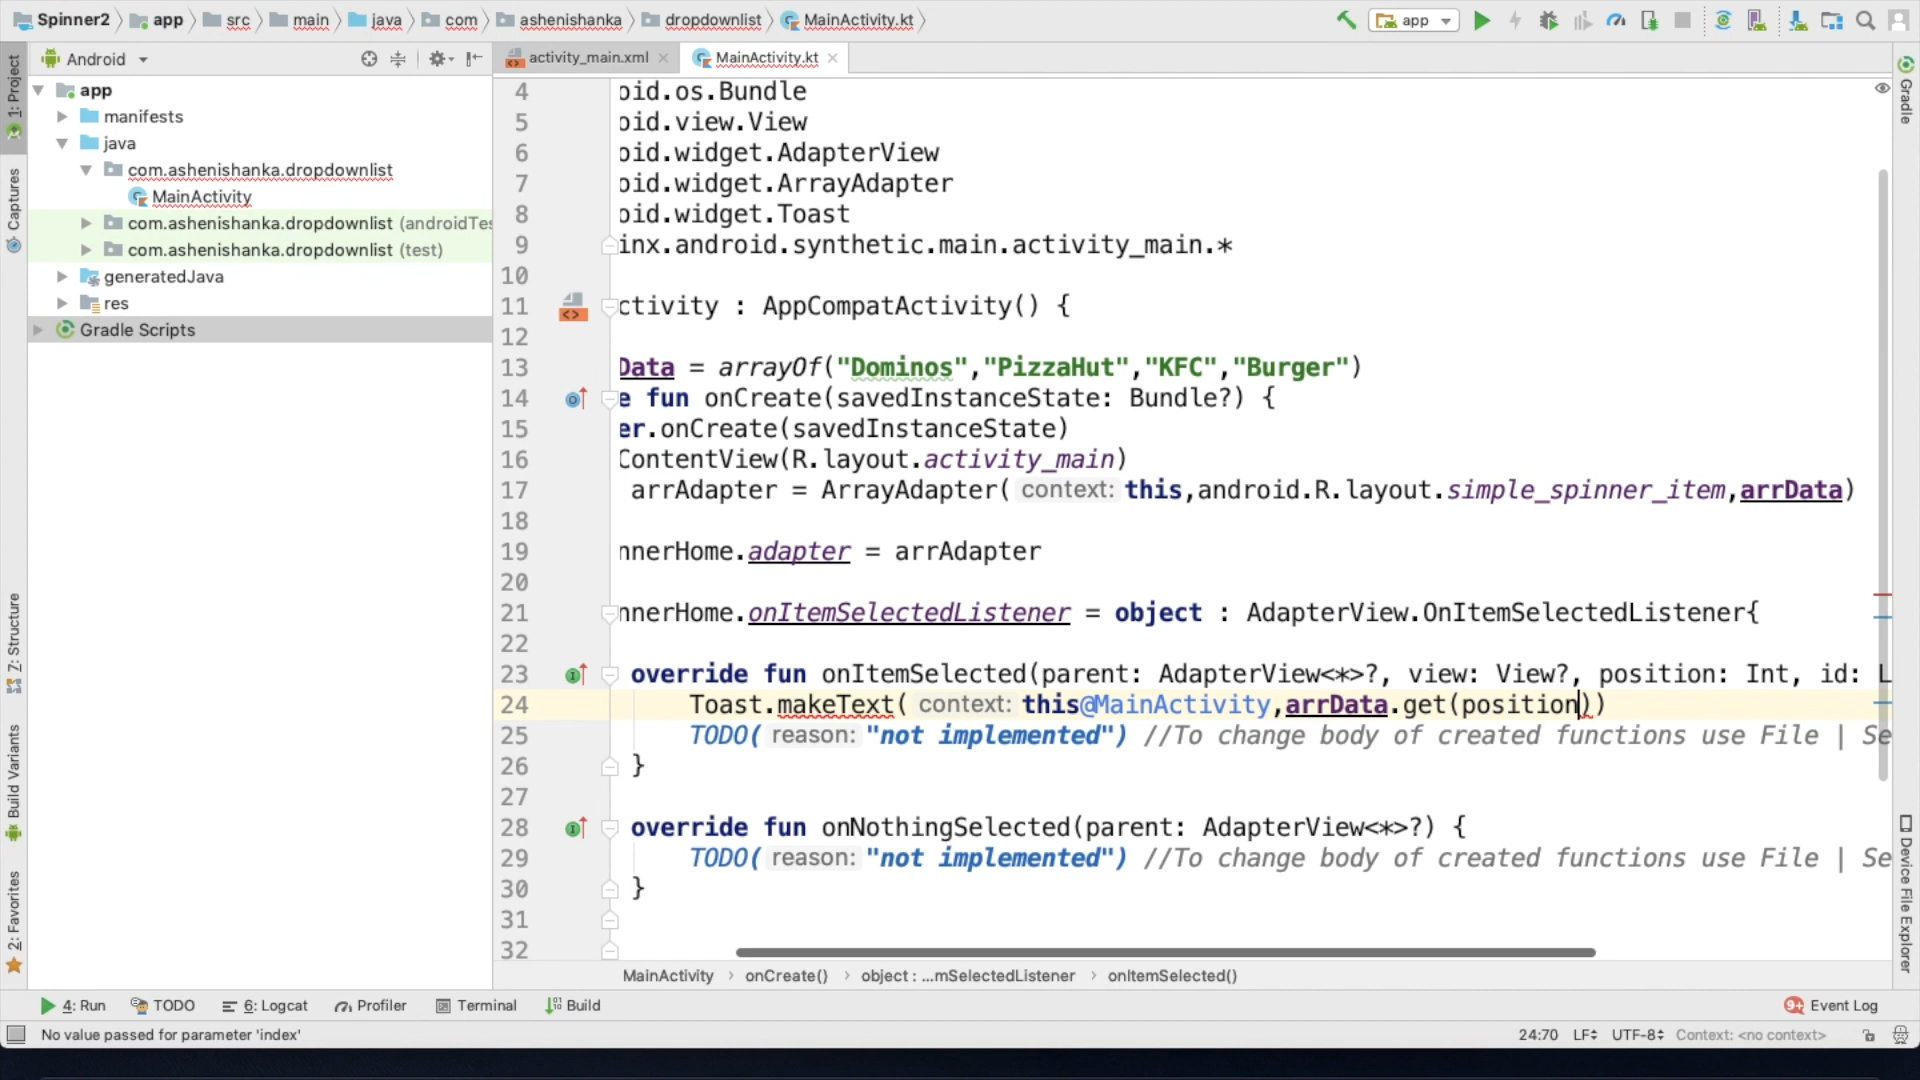 Spinner2 app src main java com ashenishanka dropdownlist MainActivity.kt
app
Android
activity_main.xml
MainActivity.kt
1: Project
Captures
7: Structure
Build Variants
2: Favorites
app
manifests
java
com.ashenishanka.dropdownlist
MainActivity
com.ashenishanka.dropdownlist (androidTes
com.ashenishanka.dropdownlist (test)
generatedJava
res
Gradle Scripts
4 oid.os.Bundle
5 oid.view.View
6 oid.widget.AdapterView
7 oid.widget.ArrayAdapter
8 oid.widget.Toast
9 inx.android.synthetic.main.activity_main.*
10
11 ctivity : AppCompatActivity() {
12
13 Data = arrayOf("Dominos","PizzaHut","KFC","Burger")
14 e fun onCreate(savedInstanceState: Bundle?) {
15 er.onCreate(savedInstanceState)
16 ContentView(R.layout.activity_main)
17 arrAdapter = ArrayAdapter( context: this,android.R.layout.simple_spinner_item,arrData)
18
19 nnerHome.adapter = arrAdapter
20
21 nnerHome.onItemSelectedListener = object : AdapterView.OnItemSelectedListener{
22
23 override fun onItemSelected(parent: AdapterView<*>?, view: View?, position: Int, id: L
24 Toast.makeText( context: this@MainActivity,arrData.get(position))
25 TODO( reason: "not implemented") //To change body of created functions use File | Se
26 }
27
28 override fun onNothingSelected(parent: AdapterView<*>?) {
29 TODO( reason: "not implemented") //To change body of created functions use File | Se
30 }
31
32
MainActivity › onCreate() › object : ...mSelectedListener › onItemSelected()
Gradle
Device File Explorer
4: Run TODO 6: Logcat Profiler Terminal Build
9+ Event Log
No value passed for parameter 'index'
24:70 LF UTF-8 Context: <no context>